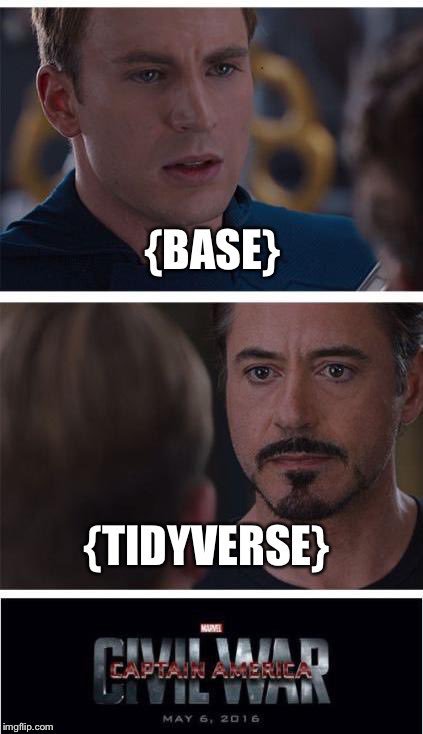 {BASE}
{TIDYVERSE}
MARVEL
CIVIL WAR
CAPTAIN AMERICA
MAY 6, 2016
imgflip.com